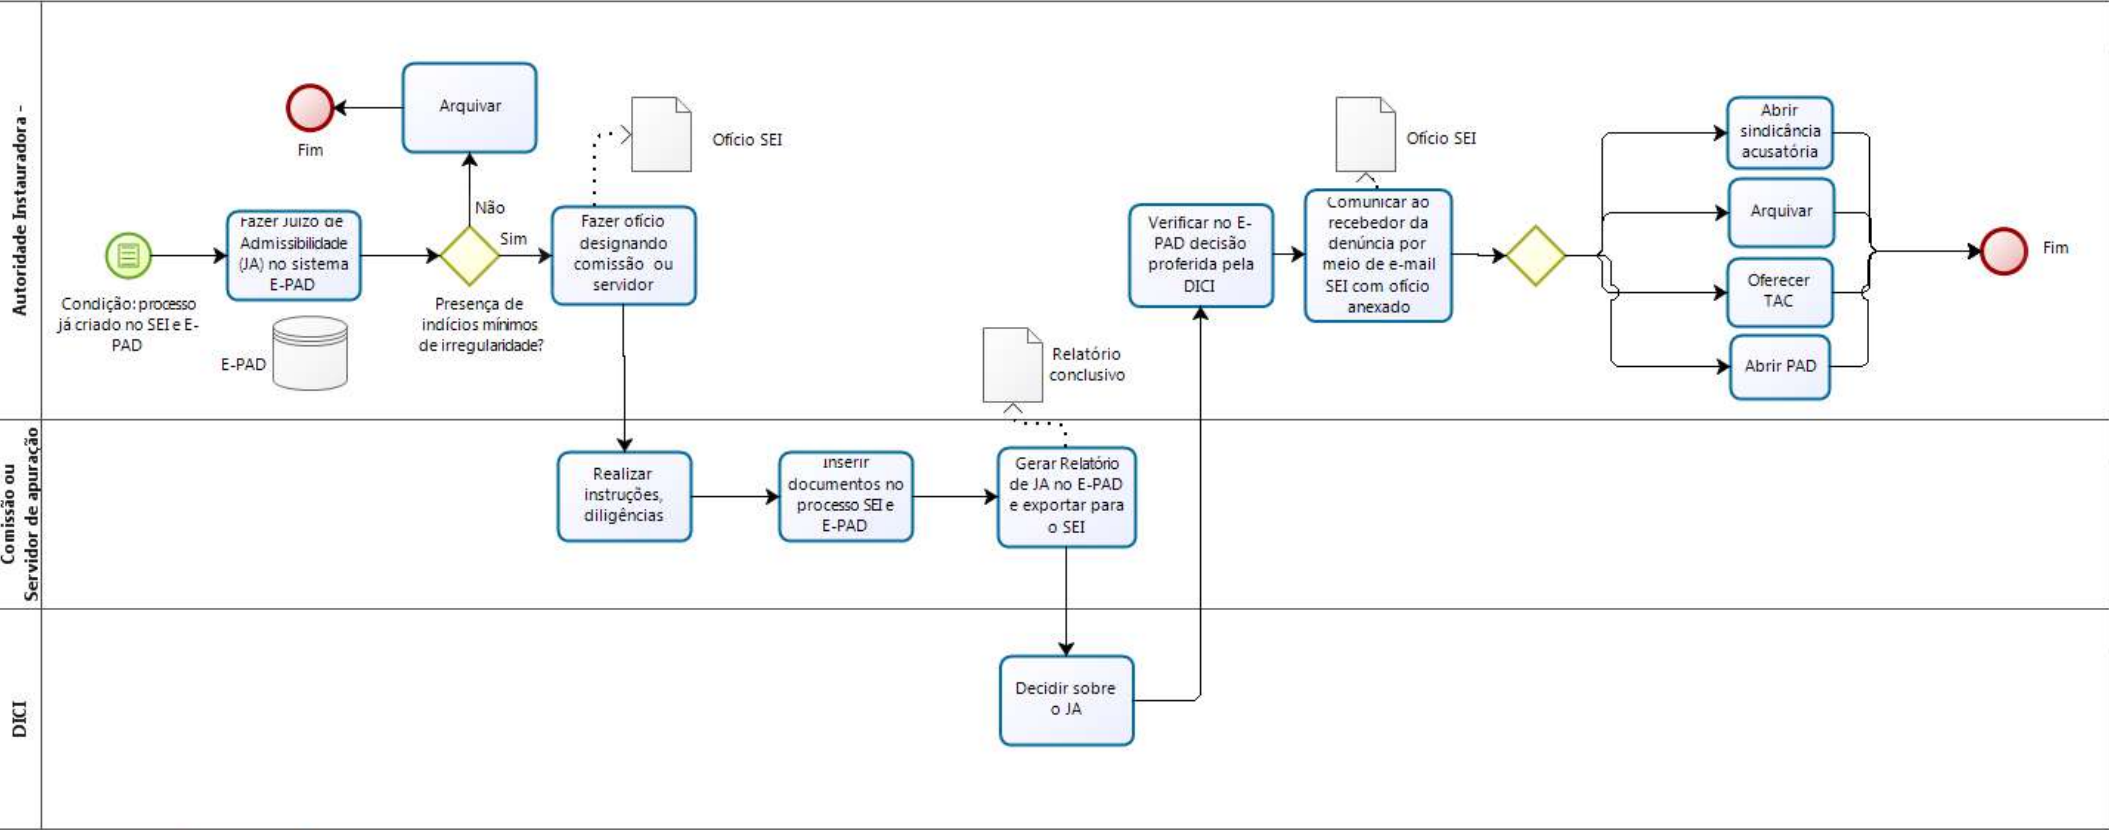 Autoridade Instauradora -
Arquivar
Fim
Ofício SEI
Não
Sim
Fazer Juízo de
Admissibilidade
(JA) no sistema
E-PAD
Condição: processo
já criado no SEI e E-
PAD
E-PAD
Presença de
indícios mínimos
de irregularidade?
Fazer ofício
designando
comissão ou
servidor
Relatório
conclusivo
Verificar no E-
PAD decisão
proferida pela
DICI
Ofício SEI
Comunicar ao
recebedor da
denúncia por
meio de e-mail
SEI com ofício
anexado
Abrir
sindicância
acusatória
Arquivar
Oferecer
TAC
Abrir PAD
Fim
Comissão ou
Servidor de apuração
Realizar
instruções,
diligências
Inserir
documentos no
processo SEI e
E-PAD
Gerar Relatório
de JA no E-PAD
e exportar para
o SEI
DICI
Decidir sobre
o JA